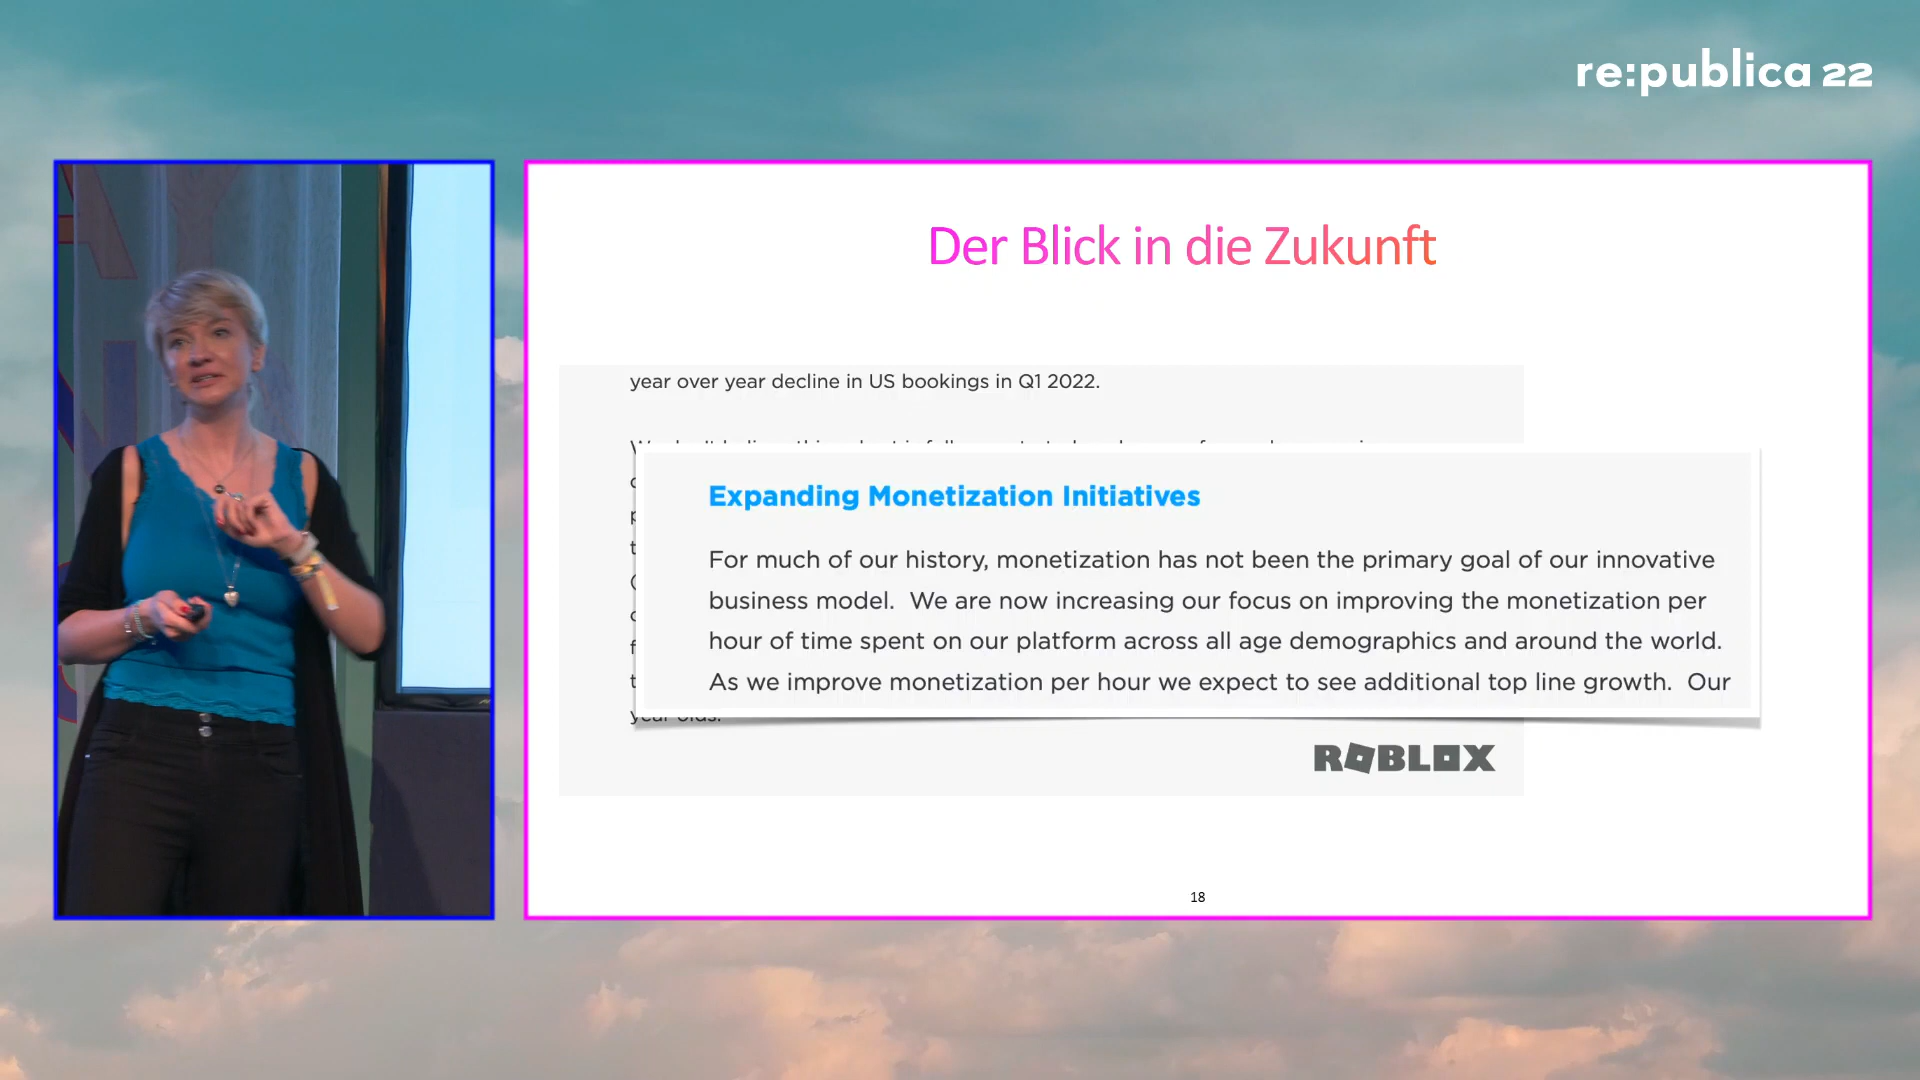 re:publica 22
Der Blick in die Zukunft
year over year decline in US bookings in Q1 2022.
Expanding Monetization Initiatives
For much of our history, monetization has not been the primary goal of our innovative
business model.  We are now increasing our focus on improving the monetization per
hour of time spent on our platform across all age demographics and around the world.
As we improve monetization per hour we expect to see additional top line growth.  Our
year olds.
ROBLOX
18